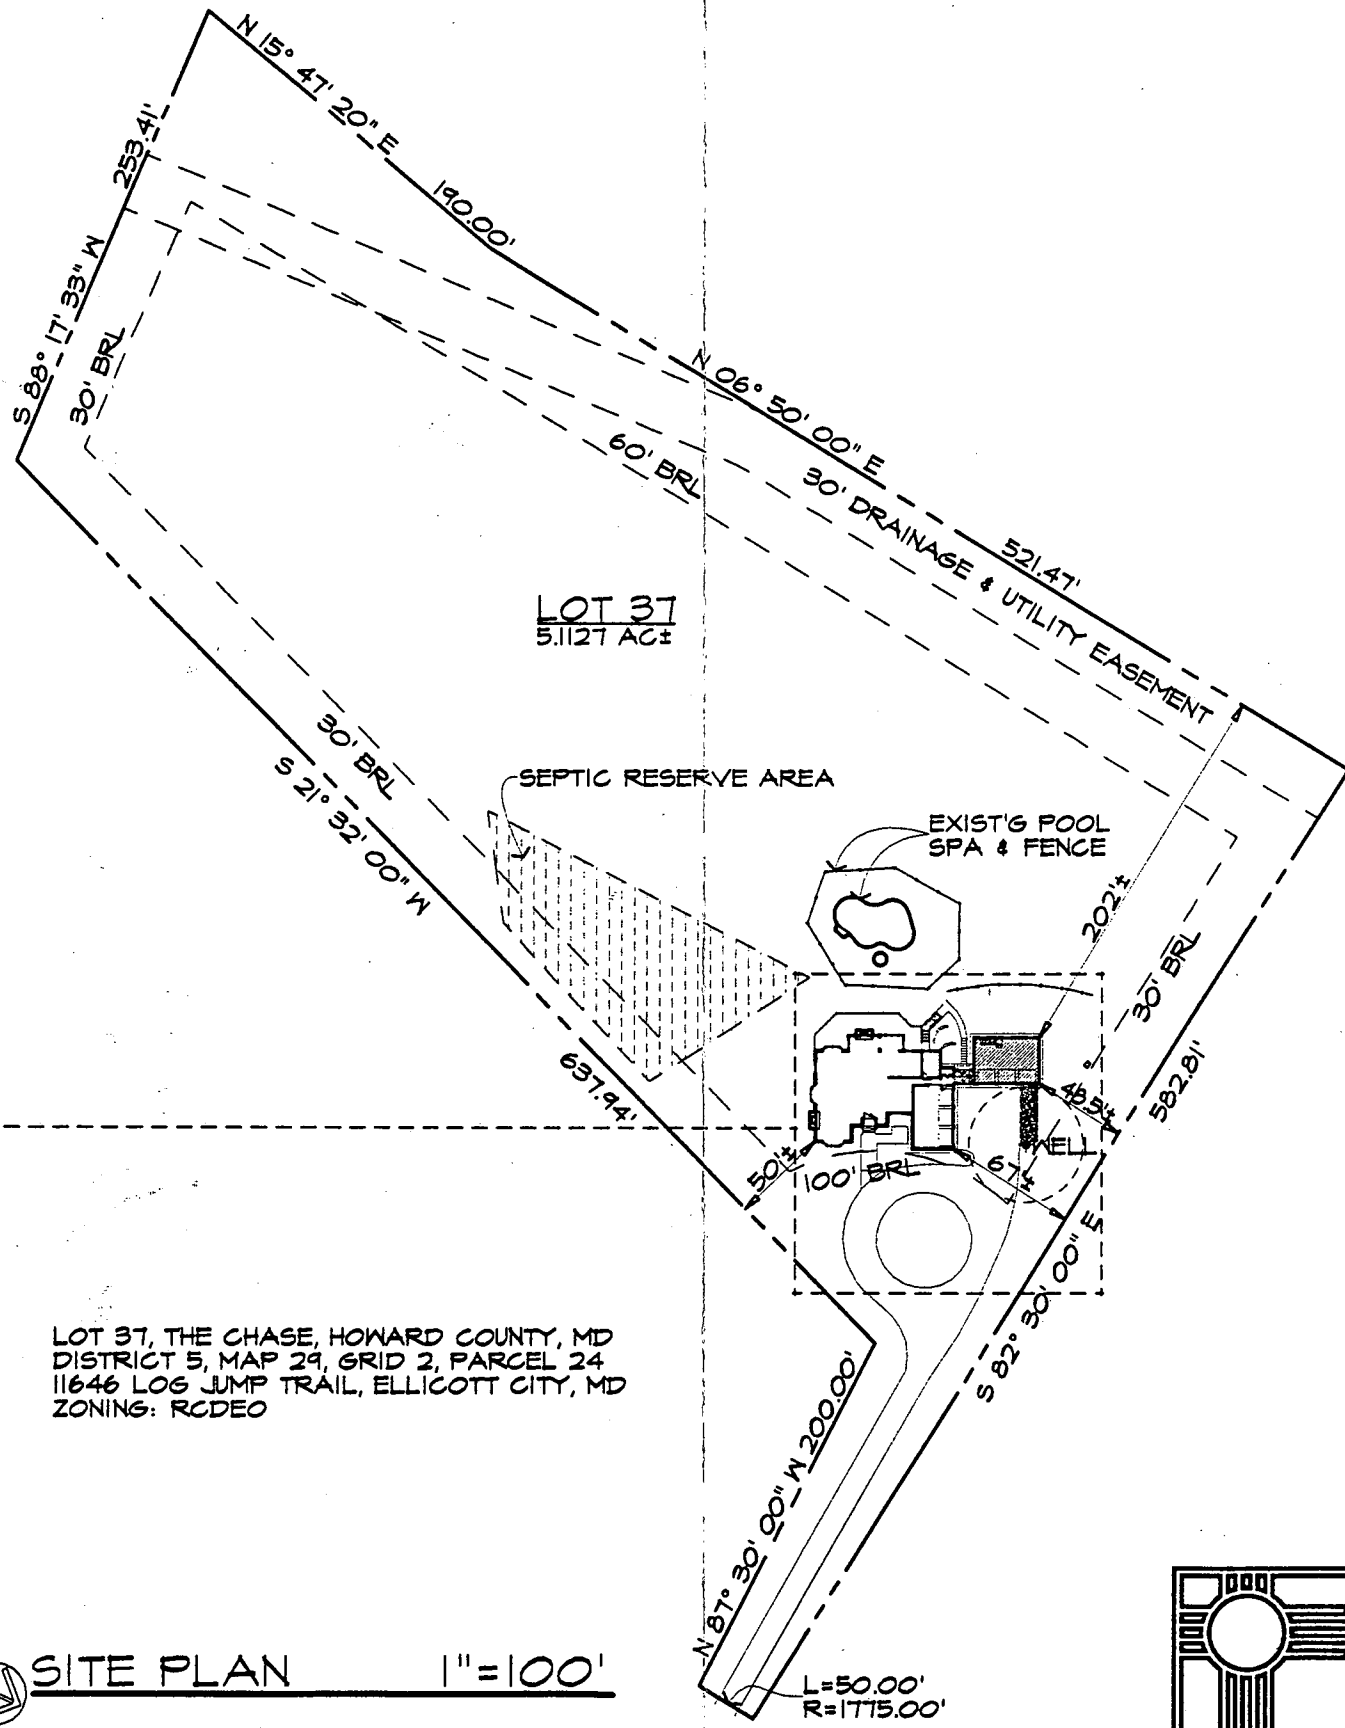 N 15° 47' 20" E
190.00'
253.41'
S 88° 17' 33" W
30' BRL
N 06° 50' 00" E
521.47'
60' BRL
30' DRAINAGE & UTILITY EASEMENT
LOT 37
5.1127 AC±
30' BRL
S 21° 32' 00" W
637.94'
SEPTIC RESERVE AREA
EXIST'G POOL
SPA & FENCE
202'±
30' BRL
582.81'
48.5'±
WELL
67'±
50'±
100' BRL
S 82° 30' 00" E
LOT 37, THE CHASE, HOWARD COUNTY, MD
DISTRICT 5, MAP 29, GRID 2, PARCEL 24
11646 LOG JUMP TRAIL, ELLICOTT CITY, MD
ZONING: RCDEO
N 87° 30' 00" W 200.00'
L=50.00'
R=1775.00'
SITE PLAN 1"=100'